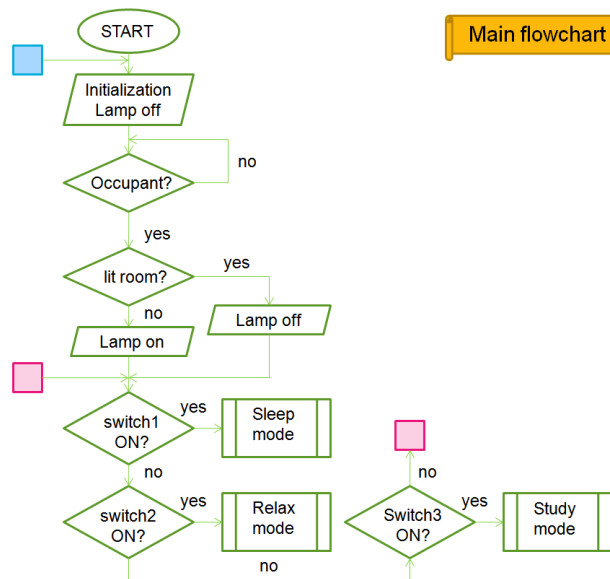 START
Main flowchart
Initialization
Lamp off
no
Occupant?
yes
lit room?
yes
no
Lamp off
Lamp on
switch1
ON?
yes
Sleep
mode
no
switch2
ON?
yes
Relax
mode
no
no
Switch3
ON?
yes
Study
mode